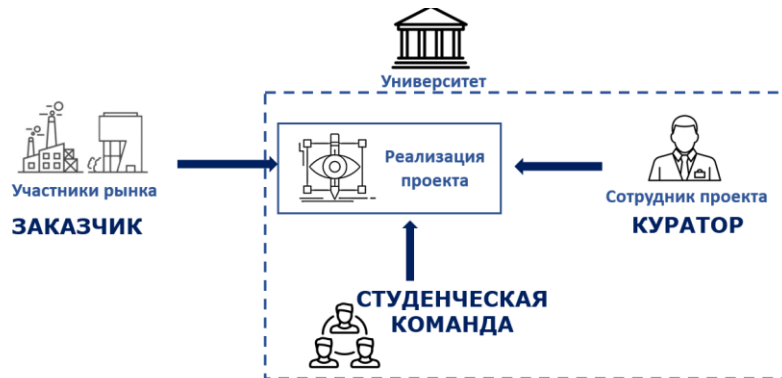 Университет
Реализация
проекта
Участники рынка
ЗАКАЗЧИК
Сотрудник проекта
КУРАТОР
СТУДЕНЧЕСКАЯ
КОМАНДА